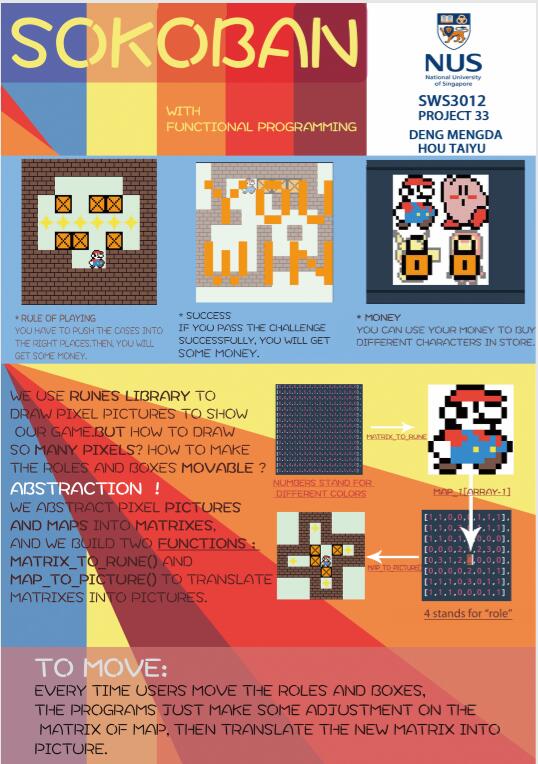 SOKOBAN
WITH
FUNCTIONAL PROGRAMMING
NUS
National University
of Singapore
SWS3012
PROJECT 33
DENG MENGDA
HOU TAIYU
YOU
WIN
* RULE OF PLAYING
YOU HAVE TO PUSH THE CASES INTO
THE RIGHT PLACES.THEN, YOU WILL
GET SOME MONEY.
* SUCCESS
IF YOU PASS THE CHALLENGE
SUCCESSFULLY, YOU WILL GET
SOME MONEY.
* MONEY
YOU CAN USE YOUR MONEY TO BUY
DIFFERENT CHARACTERS IN STORE.
WE USE RUNES LIBRARY TO
DRAW PIXEL PICTURES TO SHOW
OUR GAME.BUT HOW TO DRAW
SO MANY PIXELS? HOW TO MAKE
THE ROLES AND BOXES MOVABLE ?
ABSTRACTION !
WE ABSTRACT PIXEL PICTURES
AND MAPS INTO MATRIXES,
AND WE BUILD TWO FUNCTIONS :
MATRIX_TO_RUNE() AND
MAP_TO_PICTURE() TO TRANSLATE
MATRIXES INTO PICTURES.
MATRIX_TO_RUNE
NUMBERS STAND FOR
DIFFERENT COLORS
MAP_1[ARRAY-1]
MAP_TO_PICTURE
4 stands for "role"
TO MOVE:
EVERY TIME USERS MOVE THE ROLES AND BOXES,
THE PROGRAMS JUST MAKE SOME ADJUSTMENT ON THE
MATRIX OF MAP, THEN TRANSLATE THE NEW MATRIX INTO
PICTURE.